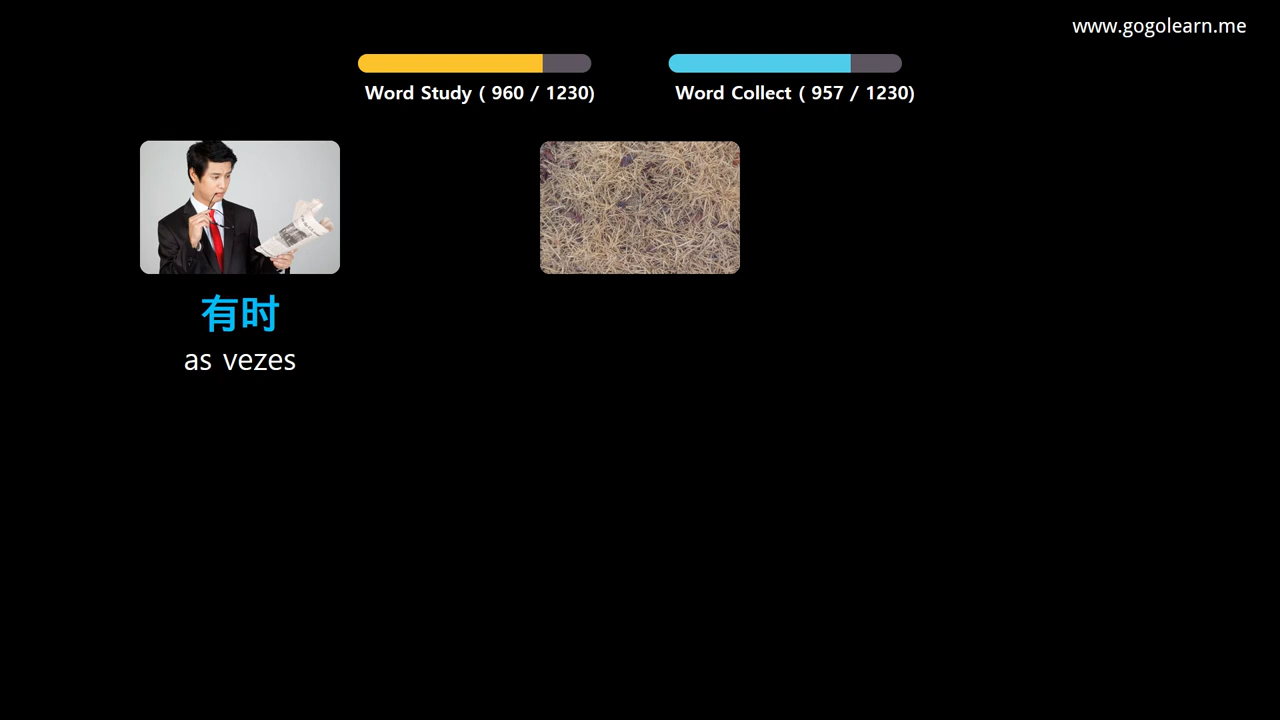 www.gogolearn.me
Word Study ( 960 / 1230)
Word Collect ( 957 / 1230)
有时
as vezes